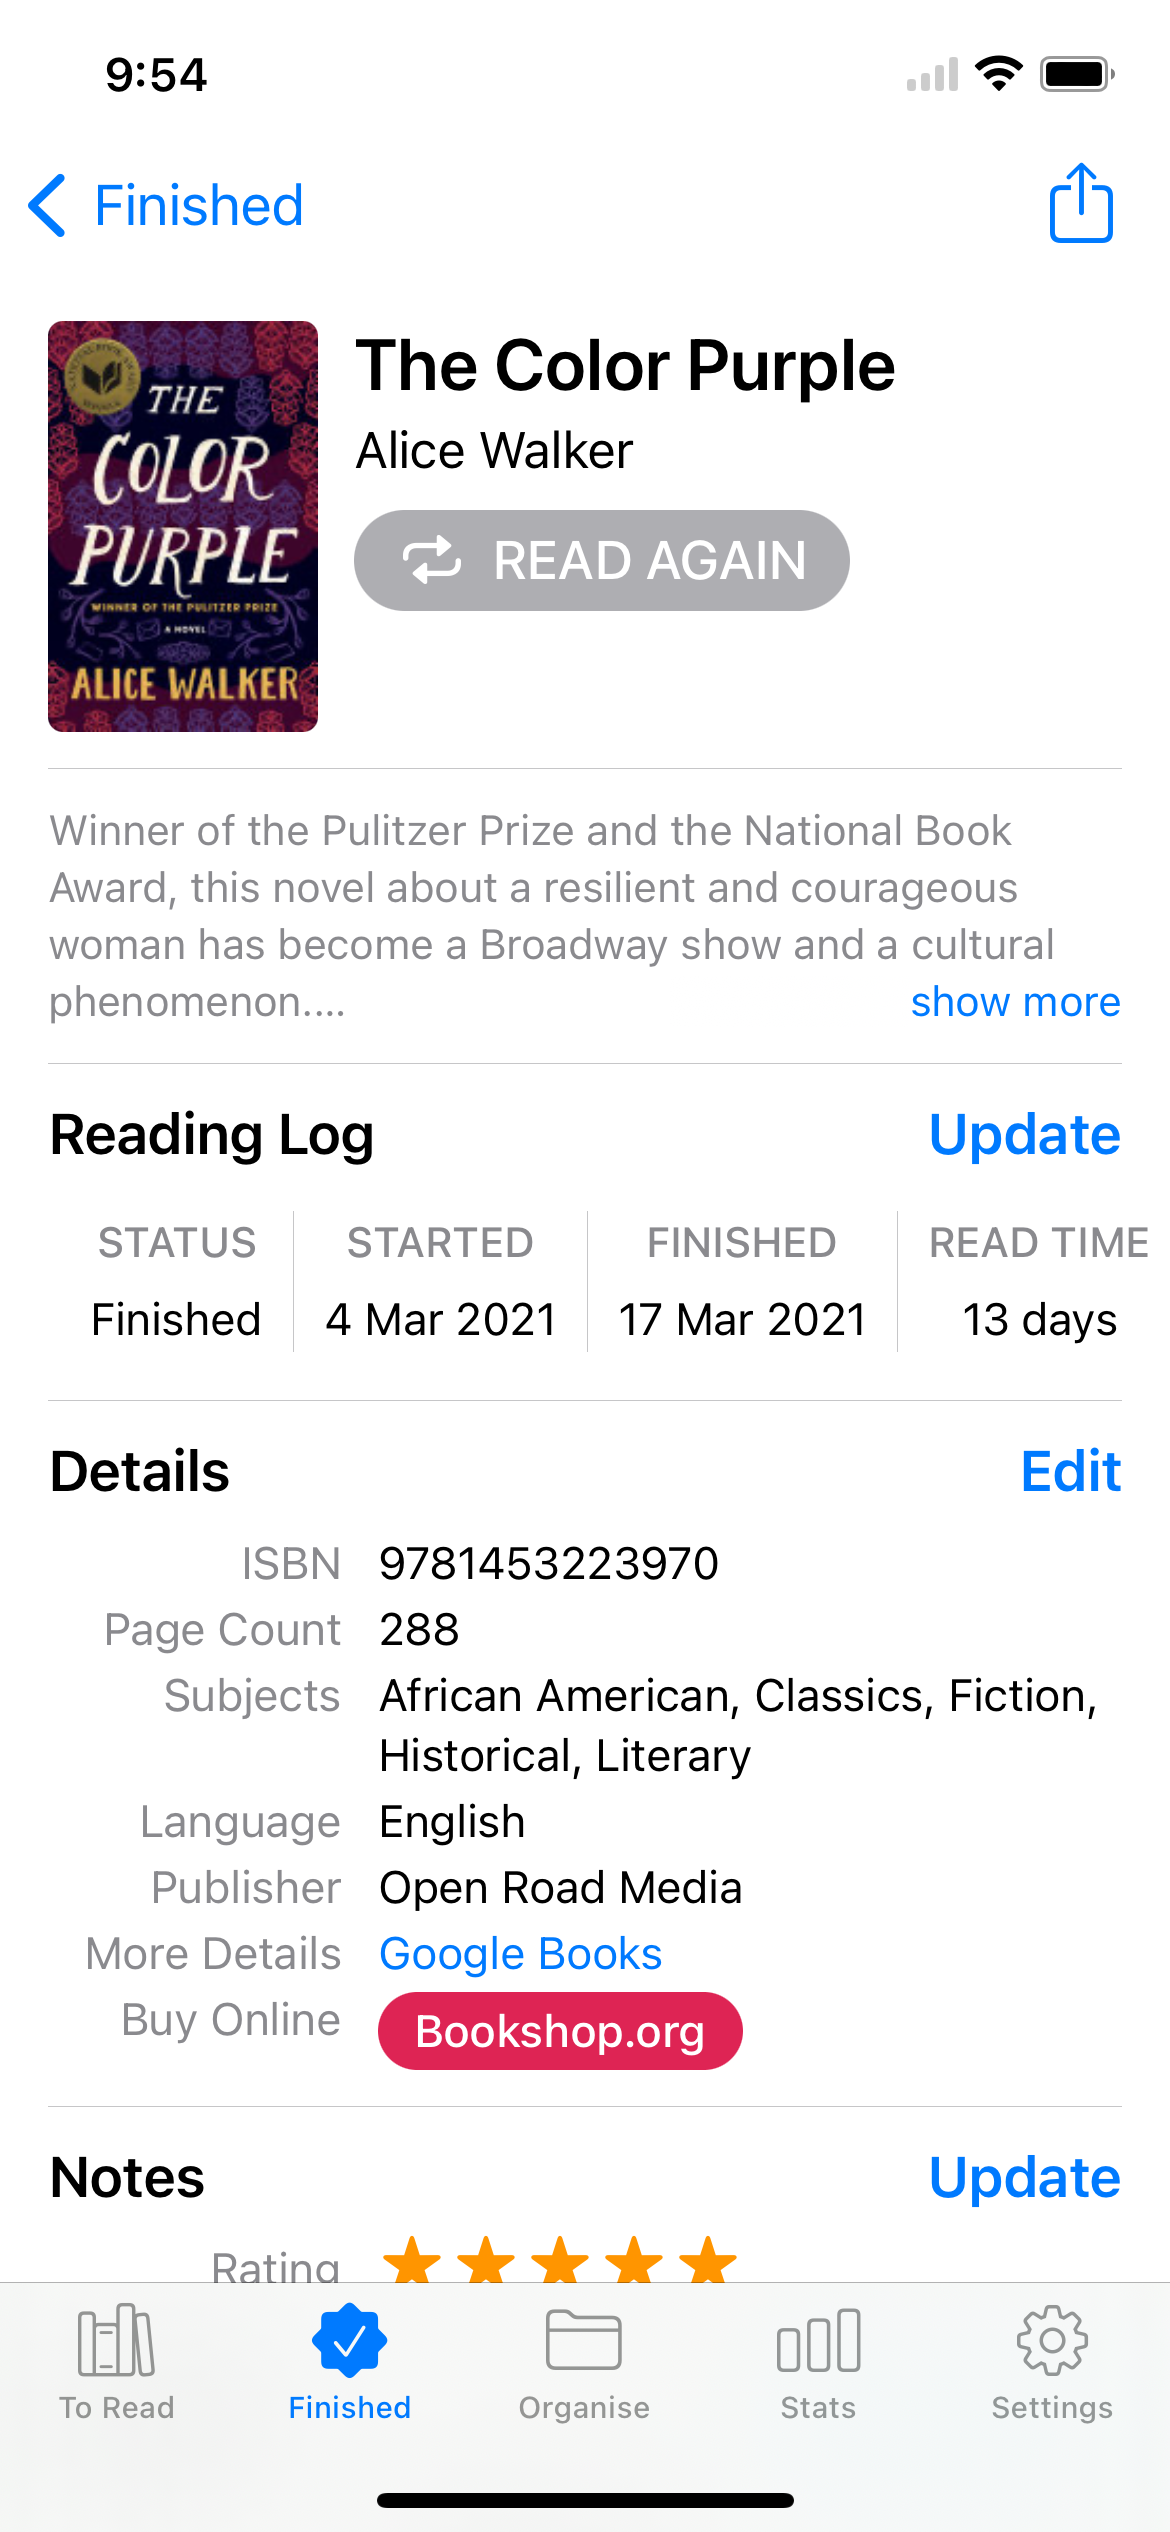 9:54
Finished
THE
COLOR
PURPLE
WINNER OF THE PULITZER PRIZE
A NOVEL
ALICE WALKER
The Color Purple
Alice Walker
READ AGAIN
Winner of the Pulitzer Prize and the National Book
Award, this novel about a resilient and courageous
woman has become a Broadway show and a cultural
phenomenon.... show more
Reading Log Update
STATUS STARTED FINISHED READ TIME
Finished 4 Mar 2021 17 Mar 2021 13 days
Details Edit
ISBN 9781453223970
Page Count 288
Subjects African American, Classics, Fiction,
Historical, Literary
Language English
Publisher Open Road Media
More Details Google Books
Buy Online Bookshop.org
Notes Update
Rating
To Read Finished Organise Stats Settings